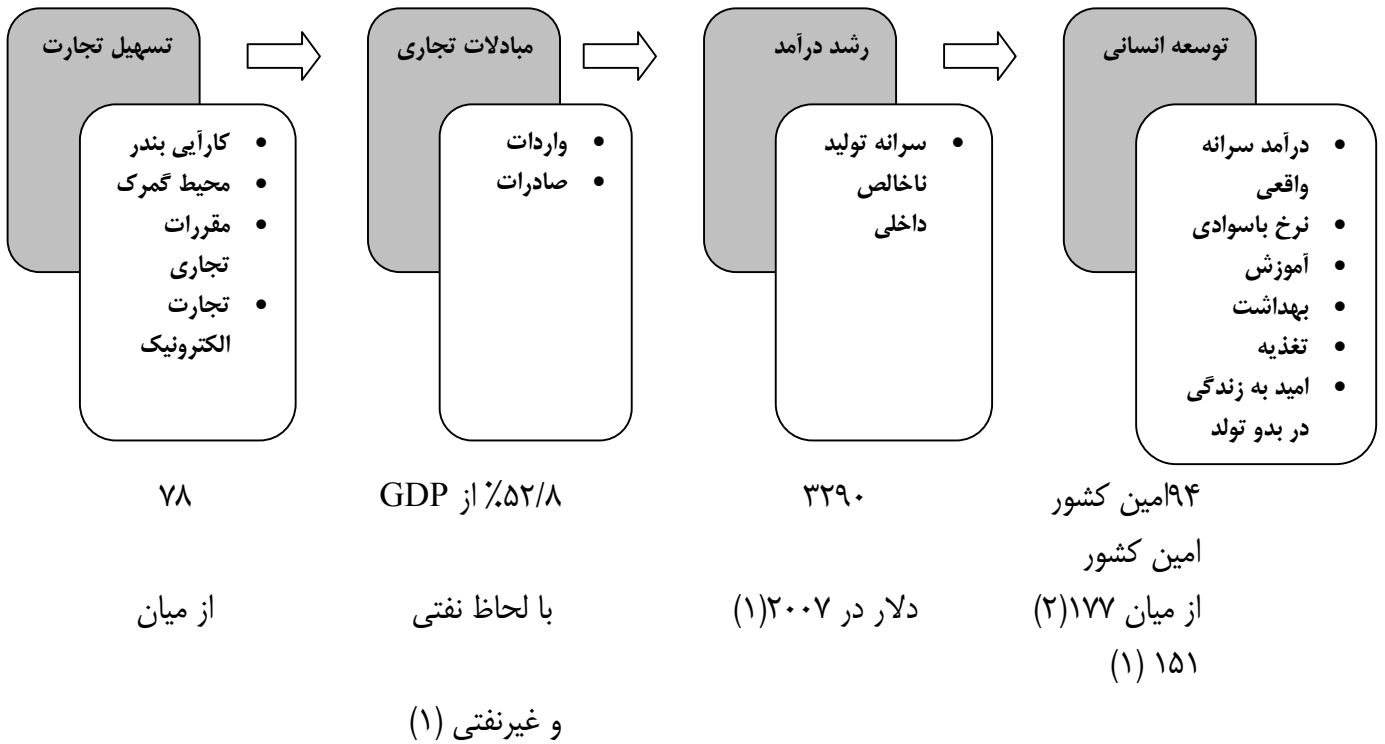 تسهیل تجارت
• کارآیی بندر
• محیط گمرک
• مقررات
تجاری
• تجارت
الکترونیک
مبادلات تجاری
• واردات
• صادرات
رشد درآمد
• سرانه تولید
ناخالص
داخلی
توسعه انسانی
• درآمد سرانه
واقعی
• نرخ باسوادی
• آموزش
• بهداشت
• تغذیه
• امید به زندگی
در بدو تولد
۹۴امین کشور
۳۲۹۰
۵۲/۸٪ از GDP
۷۸
امین کشور
از میان ۱۷۷(۲)
دلار در ۲۰۰۷(۱)
با لحاظ نفتی
از میان
۱۵۱ (۱)
و غیرنفتی (۱)